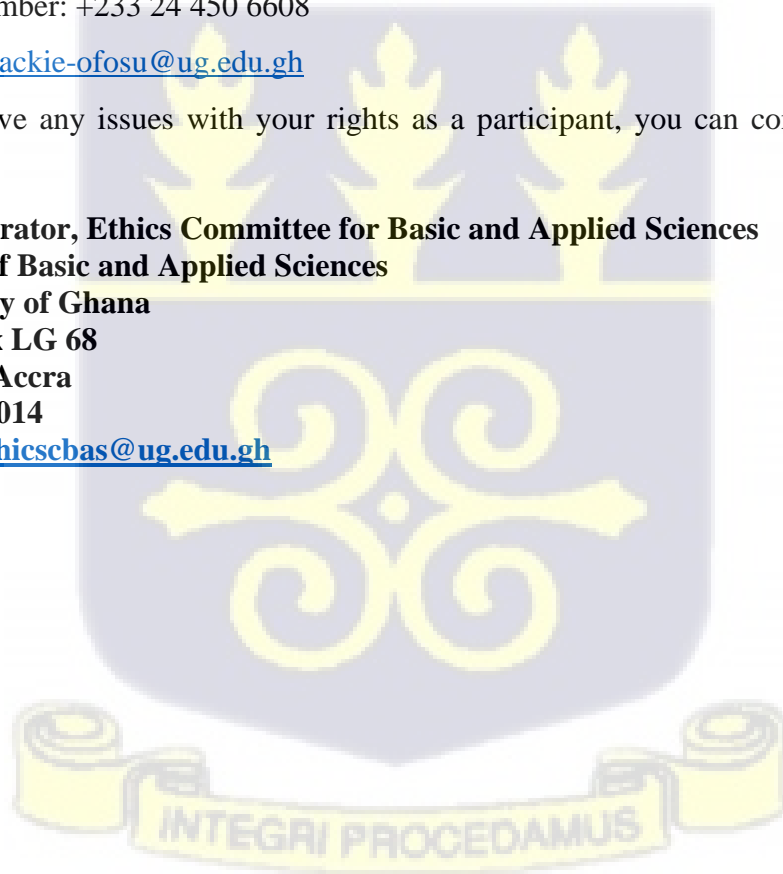 mber: +233 24 450 6608
ackie-ofosu@ug.edu.gh
ve any issues with your rights as a participant, you can co
rator, Ethics Committee for Basic and Applied Sciences
f Basic and Applied Sciences
y of Ghana
x LG 68
Accra
014
hicscbas@ug.edu.gh
INTEGRI PROCEDAMUS